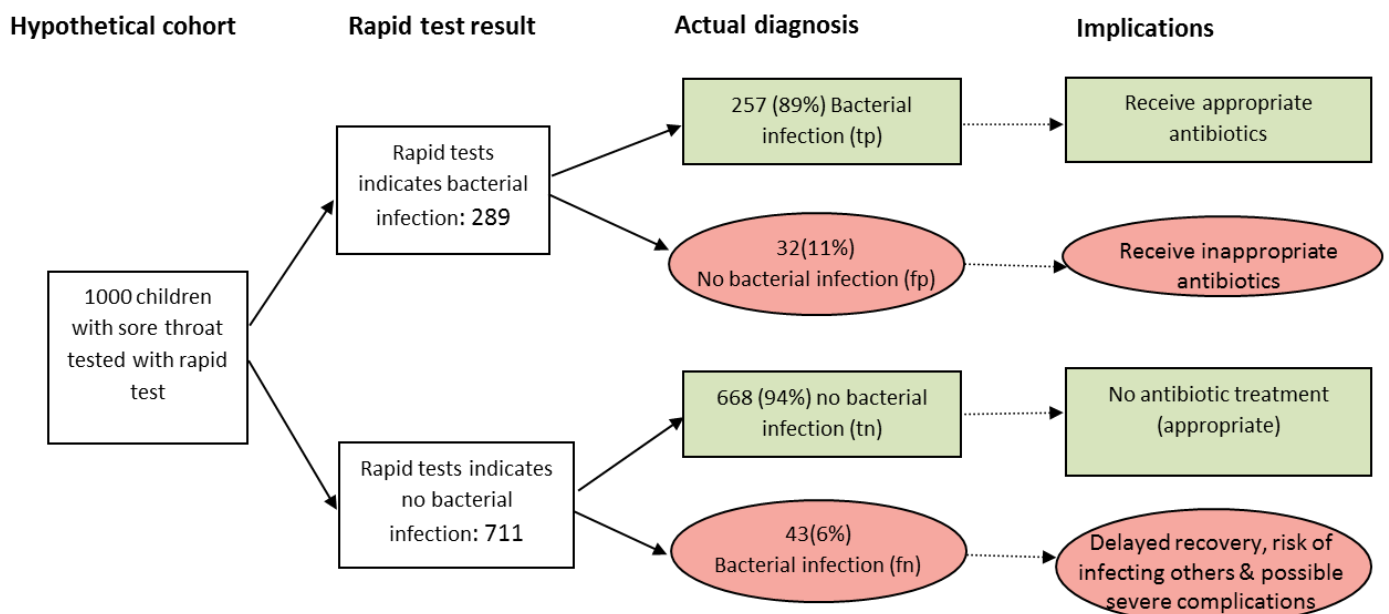 Hypothetical cohort
Rapid test result
Actual diagnosis
Implications
1000 children
with sore throat
tested with rapid
test
Rapid tests
indicates bacterial
infection: 289
257 (89%) Bacterial
infection (tp)
Receive appropriate
antibiotics
32(11%)
No bacterial infection (fp)
Receive inappropriate
antibiotics
Rapid tests indicates
no bacterial
infection: 711
668 (94%) no bacterial
infection (tn)
No antibiotic treatment
(appropriate)
43(6%)
Bacterial infection (fn)
Delayed recovery, risk of
infecting others & possible
severe complications